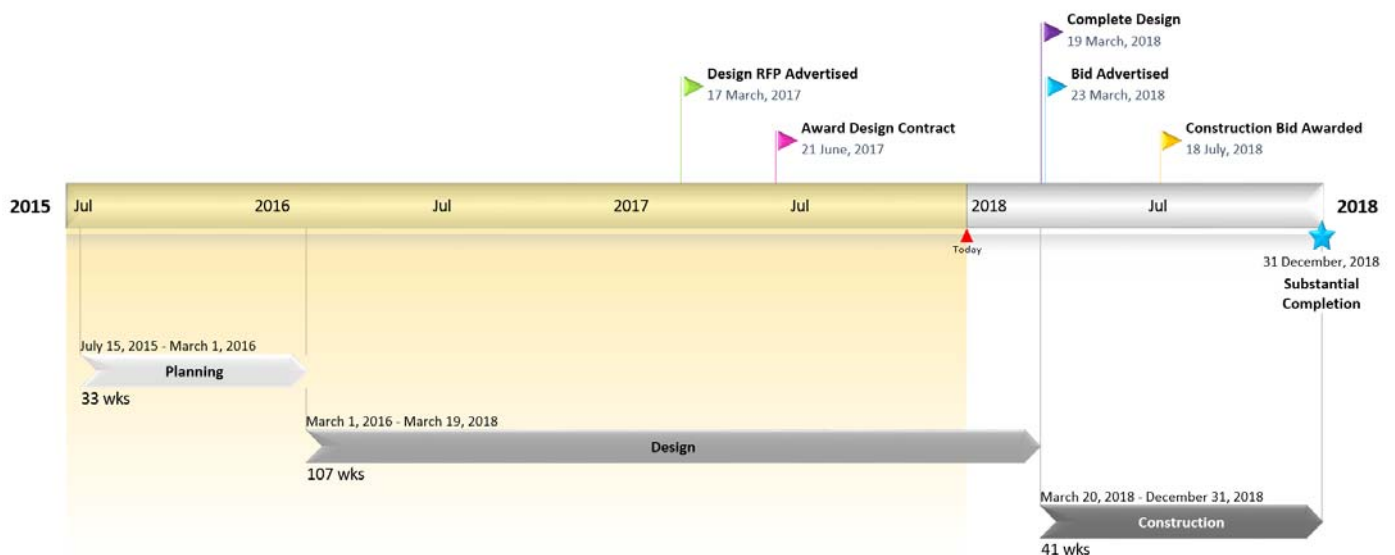 Complete Design
19 March, 2018
Design RFP Advertised
17 March, 2017
Bid Advertised
23 March, 2018
Award Design Contract
21 June, 2017
Construction Bid Awarded
18 July, 2018
2015 Jul 2016 Jul 2017 Jul 2018 Jul 2018
Today
31 December, 2018
Substantial
Completion
July 15, 2015 - March 1, 2016
Planning
33 wks
March 1, 2016 - March 19, 2018
Design
107 wks
March 20, 2018 - December 31, 2018
Construction
41 wks